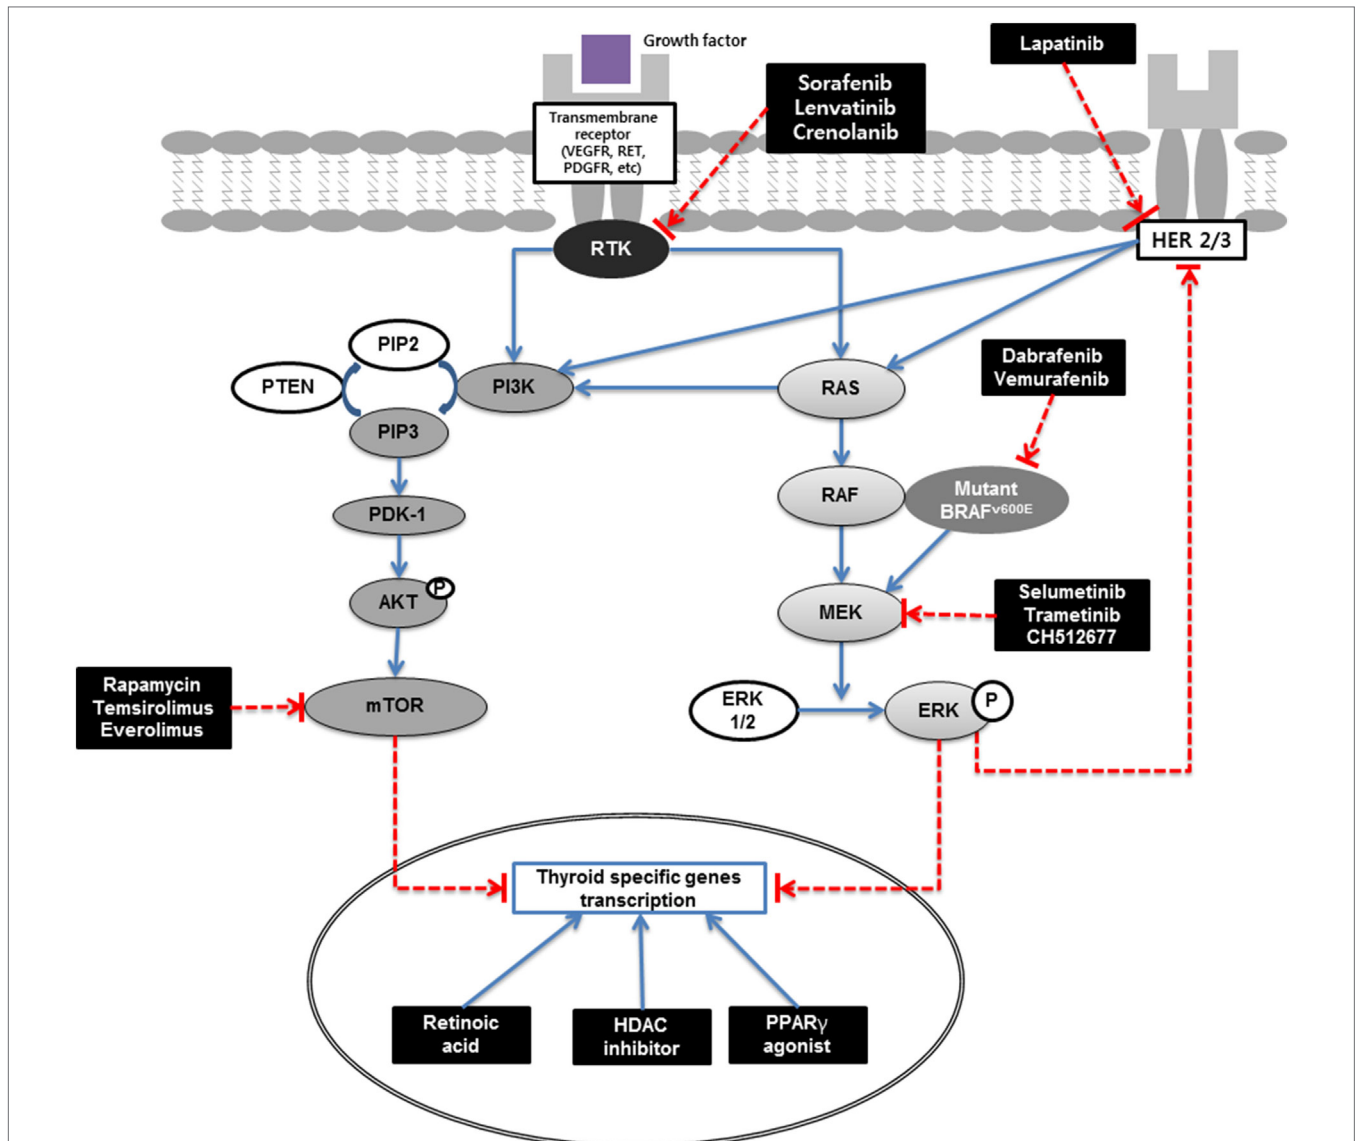 Growth factor
Lapatinib
Sorafenib
Lenvatinib
Crenolanib
Transmembrane
receptor
(VEGFR, RET,
PDGFR, etc)
RTK
HER 2/3
PIP2
PTEN
PI3K
RAS
Dabrafenib
Vemurafenib
PIP3
RAF
Mutant
BRAFv600E
PDK-1
AKT
P
MEK
Selumetinib
Trametinib
CH512677
Rapamycin
Temsirolimus
Everolimus
mTOR
ERK
1/2
ERK
P
Thyroid specific genes
transcription
Retinoic
acid
HDAC
inhibitor
PPARγ
agonist